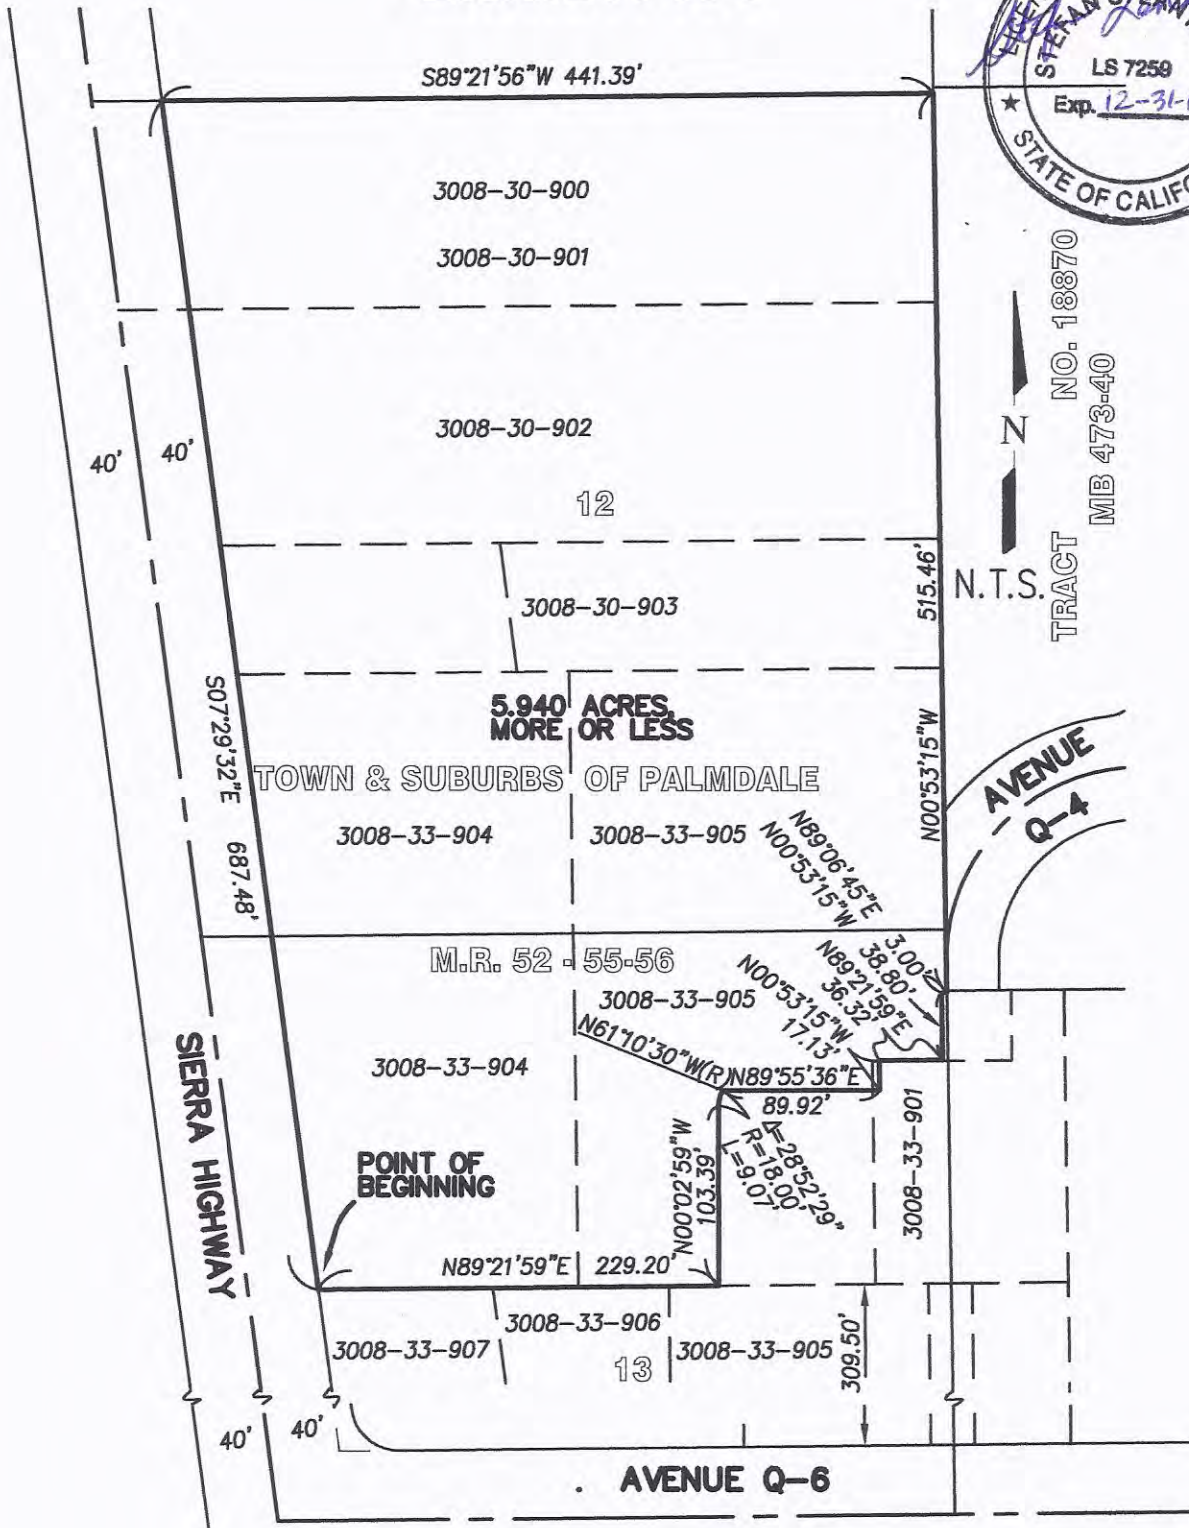 S89°21'56"W 441.39'
LS 7259
Exp. 12-31-
STATE OF
3008-30-900
3008-30-901
NO. 18870
TRACT
MB 473-40
N
N.T.S.
3008-30-902
40'
40'
12
3008-30-903
515.46'
N00°53'15"W
5.940 ACRES,
MORE OR LESS
S07°29'32"E 687.48'
TOWN & SUBURBS OF PALMDALE
AVENUE
Q-4
3008-33-904
3008-33-905
N89°06'45"E
3.00'
N00°53'15"W
38.80'
N89°21'59"E
36.32'
N00°53'15"W
17.13'
M.R. 52 - 55-56
3008-33-905
N61°10'30"W(R)
N89°55'36"E
89.92'
3008-33-904
SIERRA HIGHWAY
3008-33-901
Δ=28°52'29"
R=18.00'
L=9.07'
N00°02'59"W
103.39'
POINT OF
BEGINNING
N89°21'59"E 229.20'
3008-33-906
3008-33-907
3008-33-905
13
309.50'
40'
40'
AVENUE Q-6